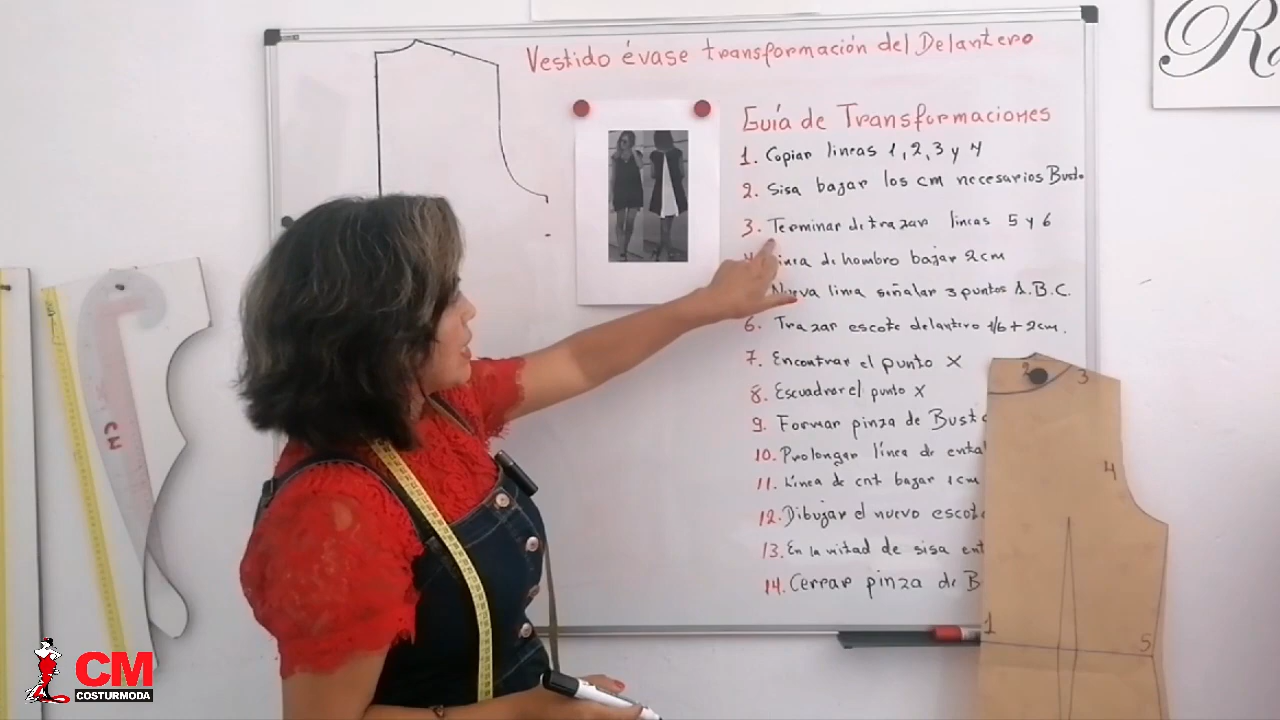 Vestido évase transformación del Delantero
Guía de Transformaciones
1. Copiar lineas 1, 2, 3 y 4
2. Sisa bajar los cm necesarios Busto
3. Terminar de trazar lineas 5 y 6
4. de hombro bajar 2cm
Nueva linea señalar 3 puntos A.B.C.
6. Trazar escote delantero 1/6 + 2cm.
7. Encontrar el punto X
8. Escuadrar el punto X
9. Formar pinza de Busto
10. Prolongar línea de
11. Línea de cnt bajar 1cm
12. Dibujar el nuevo escote
13. En la mitad de sisa
14. Cerrar pinza de B
2
3
4
1
5
CM
CM
COSTURMODA